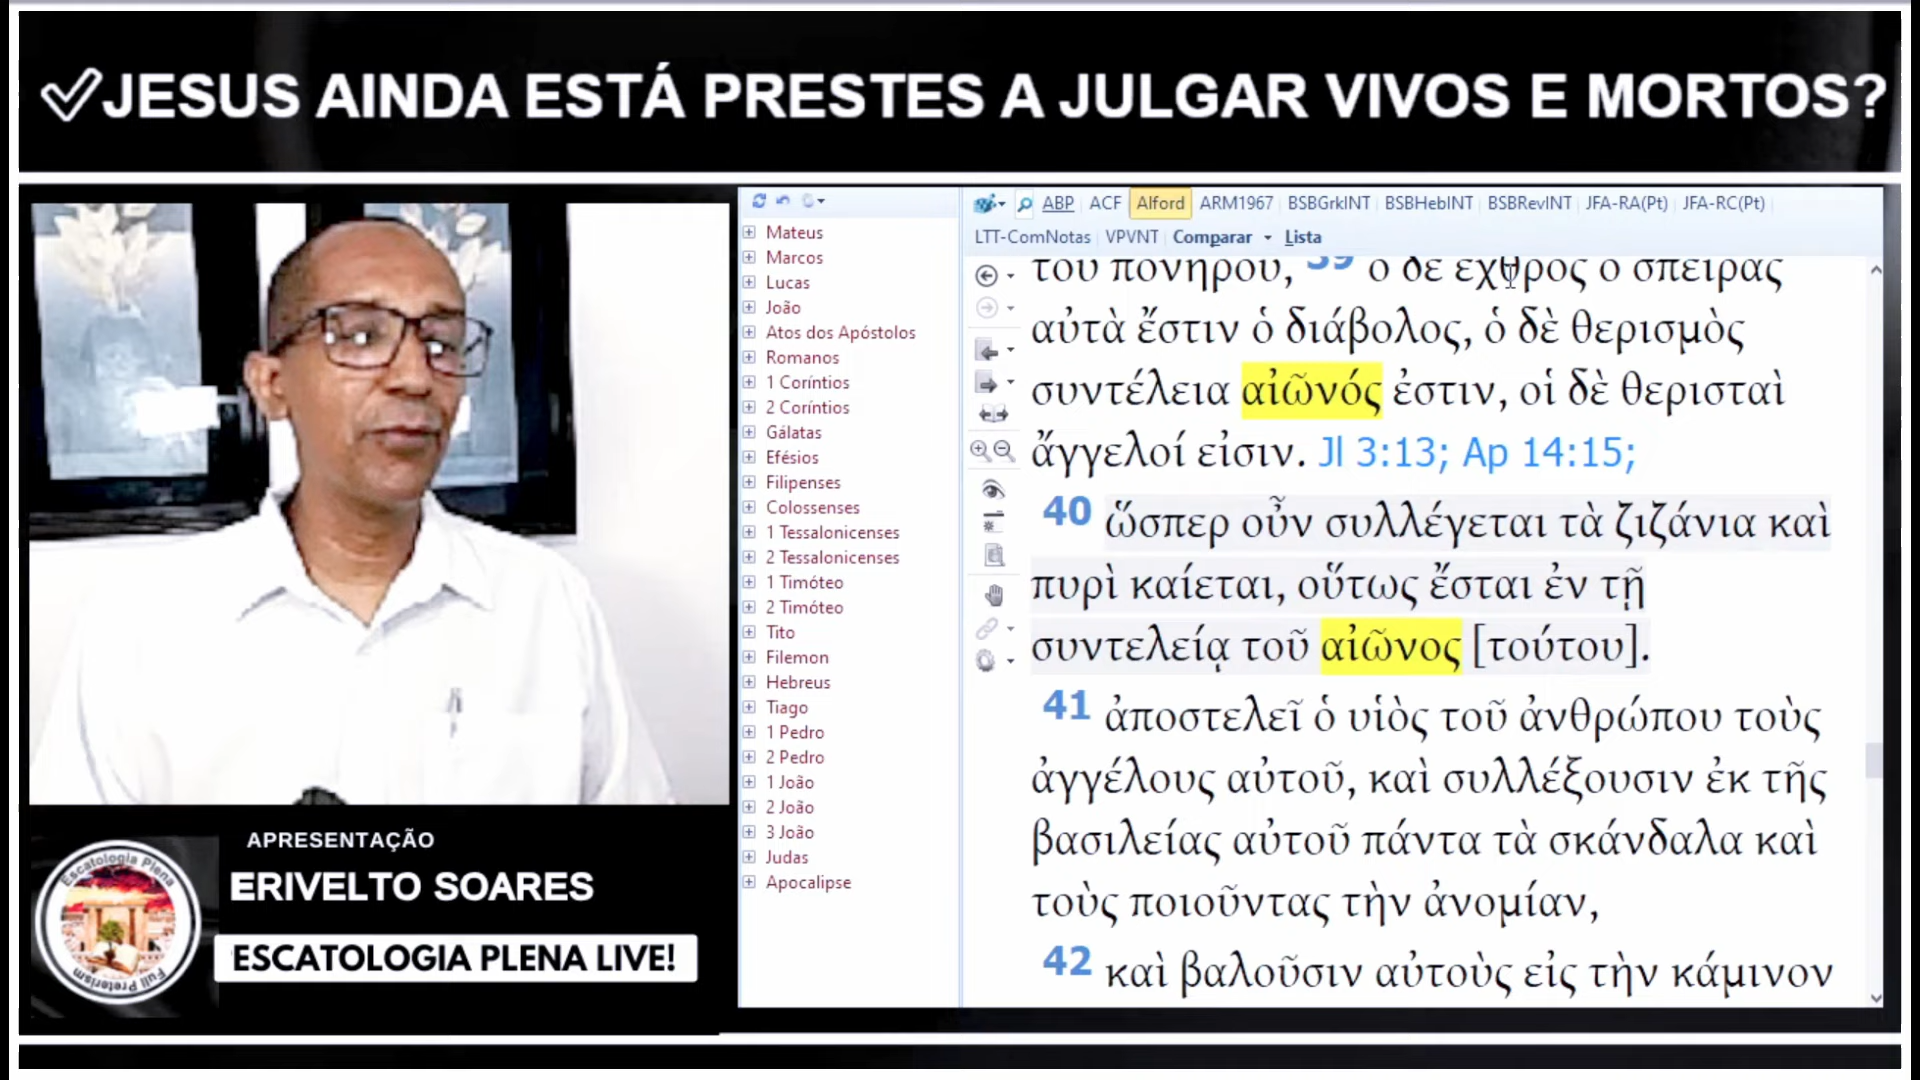 JESUS AINDA ESTÁ PRESTES A JULGAR VIVOS E MORTOS?
Mateus
Marcos
Lucas
João
Atos dos Apóstolos
Romanos
1 Coríntios
2 Coríntios
Gálatas
Efésios
Filipenses
Colossenses
1 Tessalonicenses
2 Tessalonicenses
1 Timóteo
2 Timóteo
Tito
Filemon
Hebreus
Tiago
1 Pedro
2 Pedro
1 João
2 João
3 João
Judas
Apocalipse
ABP ACF Alford ARM1967 BSBGrkINT BSBHebINT BSBRevINT JFA-RA(Pt) JFA-RC(Pt)
LTT-ComNotas VPVNT Comparar Lista
τοῦ πονηροῦ, 39 ὁ δὲ ἐχθρὸς ὁ σπείρας
αὐτὰ ἔστιν ὁ διάβολος, ὁ δὲ θερισμὸς
συντέλεια αἰῶνός ἐστιν, οἱ δὲ θερισταὶ
ἄγγελοί εἰσιν. Jl 3:13; Ap 14:15;
40 ὥσπερ οὖν συλλέγεται τὰ ζιζάνια καὶ
πυρὶ καίεται, οὕτως ἔσται ἐν τῇ
συντελείᾳ τοῦ αἰῶνος [τούτου].
41 ἀποστελεῖ ὁ υἱὸς τοῦ ἀνθρώπου τοὺς
ἀγγέλους αὐτοῦ, καὶ συλλέξουσιν ἐκ τῆς
βασιλείας αὐτοῦ πάντα τὰ σκάνδαλα καὶ
τοὺς ποιοῦντας τὴν ἀνομίαν,
42 καὶ βαλοῦσιν αὐτοὺς εἰς τὴν κάμινον
APRESENTAÇÃO
ERIVELTO SOARES
ESCATOLOGIA PLENA LIVE!
Escatologia Plena
Full Preterism